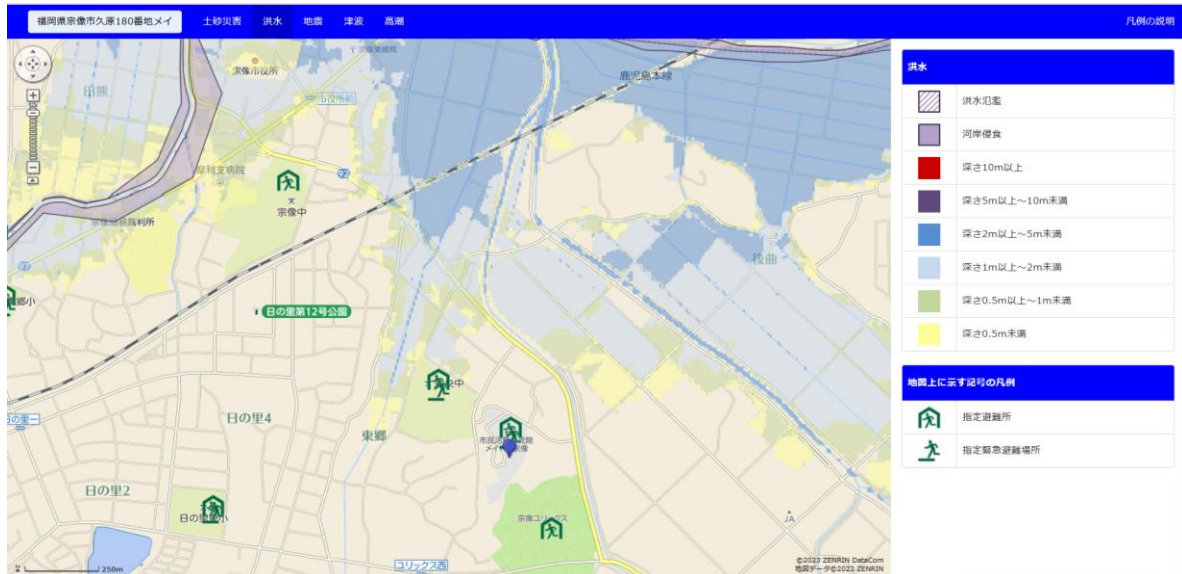 福岡県宗像市久原180番地メイ
土砂災害
洪水
地震
津波
高潮
凡例の説明
宗像市役所
鹿児島本線
田熊
市役所前
92
宗像中
97
後曲
日の里第12号公園
日の里4
東郷
日の里2
宗像ユリックス
JA
ユリックス西
250m
©2023 ZENRIN DataCom
地図データ©2023 ZENRIN
洪水
洪水氾濫
河岸侵食
深さ10m以上
深さ5m以上～10m未満
深さ2m以上～5m未満
深さ1m以上～2m未満
深さ0.5m以上～1m未満
深さ0.5m未満
地図上に示す記号の凡例
指定避難所
指定緊急避難場所